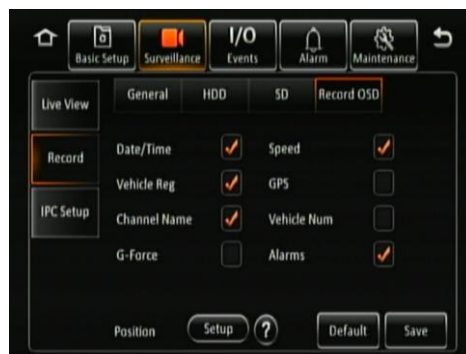 Basic Setup Surveillance I/O Events Alarm Maintenance
General HDD SD Record OSD
Live View
Record
IPC Setup
Date/Time Speed
Vehicle Reg GPS
Channel Name Vehicle Num
G-Force Alarms
Position Setup ? Default Save